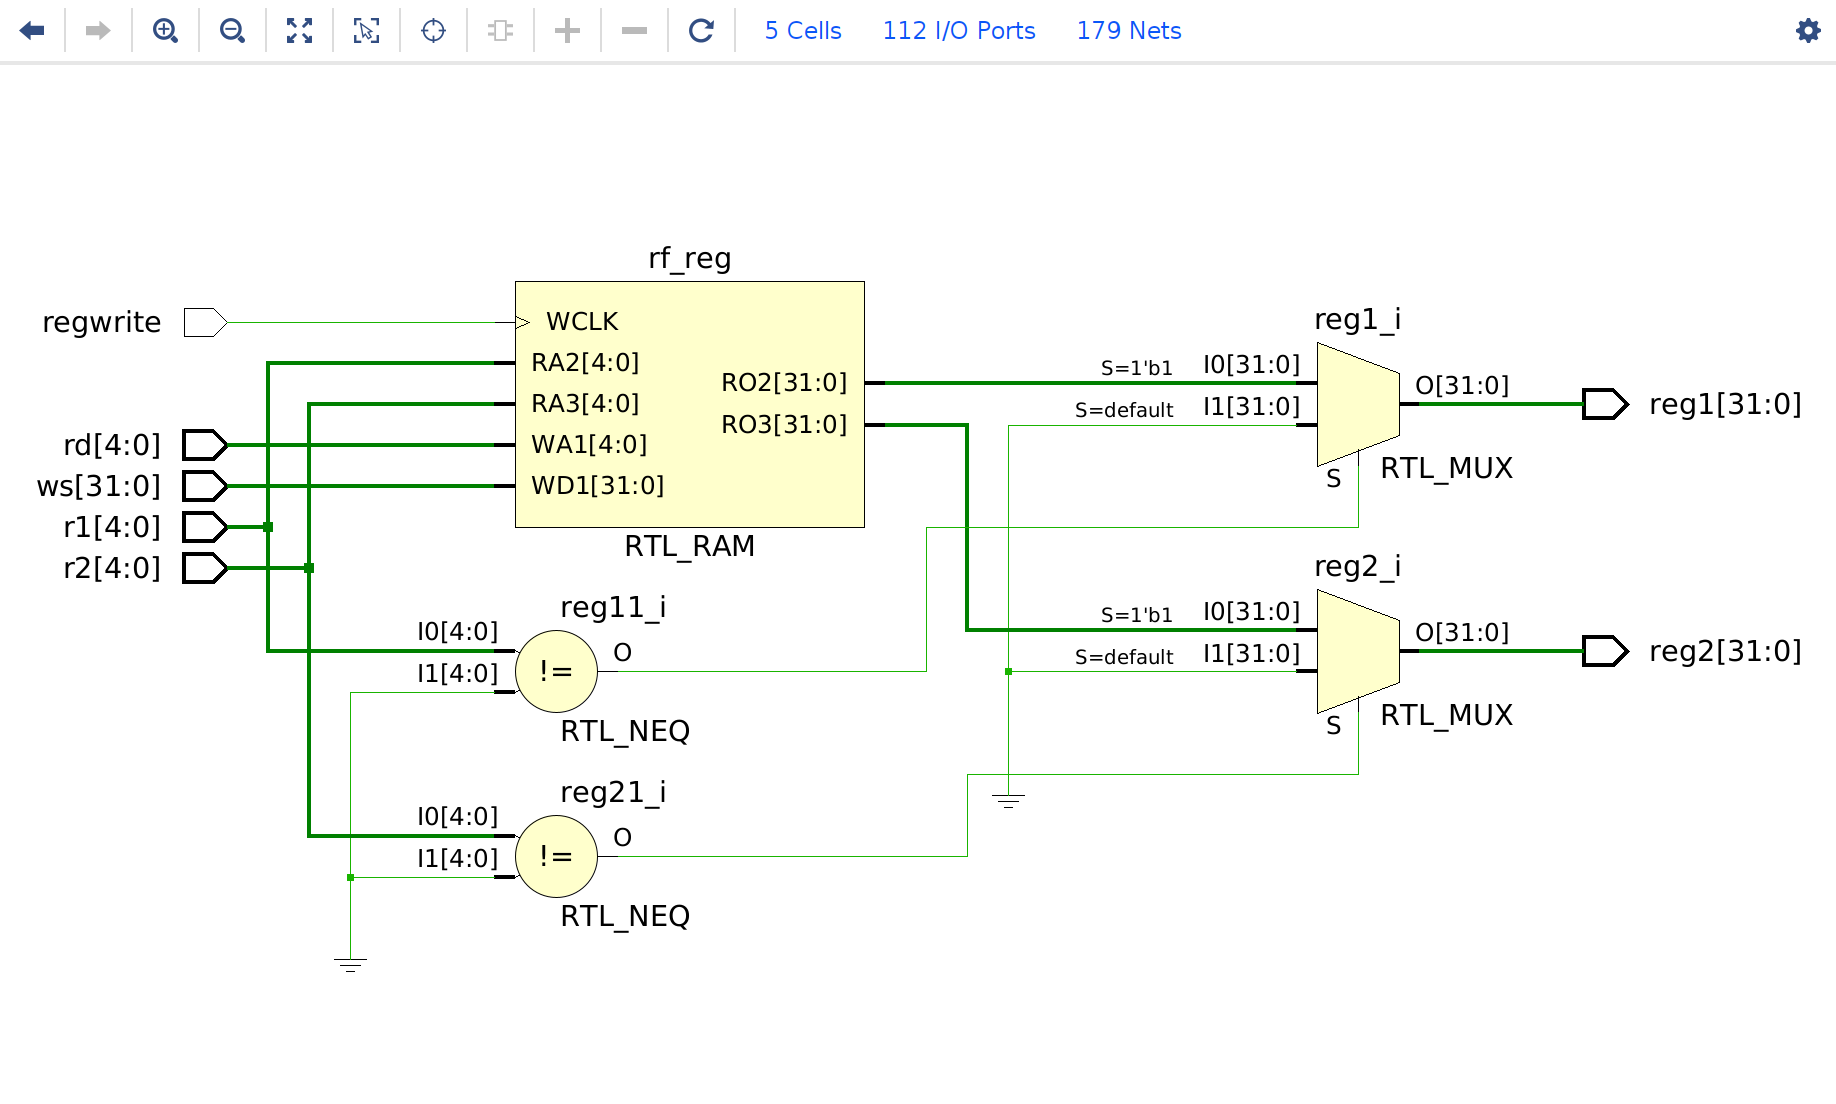 5 Cells 112 I/O Ports 179 Nets
rf_reg
regwrite
WCLK
RA2[4:0]
RA3[4:0]
WA1[4:0]
WD1[31:0]
RO2[31:0]
RO3[31:0]
RTL_RAM
rd[4:0]
ws[31:0]
r1[4:0]
r2[4:0]
reg1_i
S=1'b1 I0[31:0]
S=default I1[31:0]
O[31:0]
reg1[31:0]
S
RTL_MUX
reg2_i
S=1'b1 I0[31:0]
S=default I1[31:0]
O[31:0]
reg2[31:0]
S
RTL_MUX
reg11_i
I0[4:0]
I1[4:0]
!=
O
RTL_NEQ
reg21_i
I0[4:0]
I1[4:0]
!=
O
RTL_NEQ